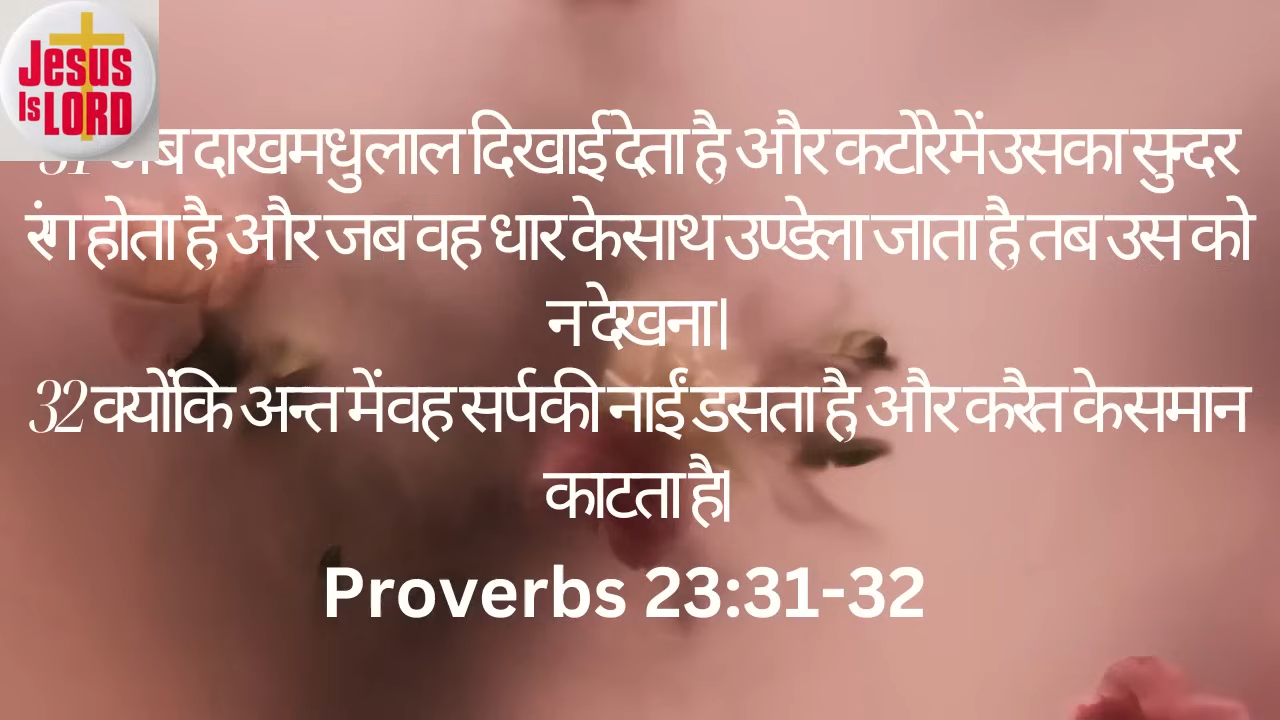 Jesus
Is LORD
दाखमधु लाल दिखाई देता है, और कटोरे में उसका सुन्दर
रंग होता है, और जब वह धार के साथ उण्डेला जाता है, तब उस को
न देखना।
32 क्योंकि अन्त में वह सर्प की नाईं डसता है, और करैत के समान
काटता है।
Proverbs 23:31-32